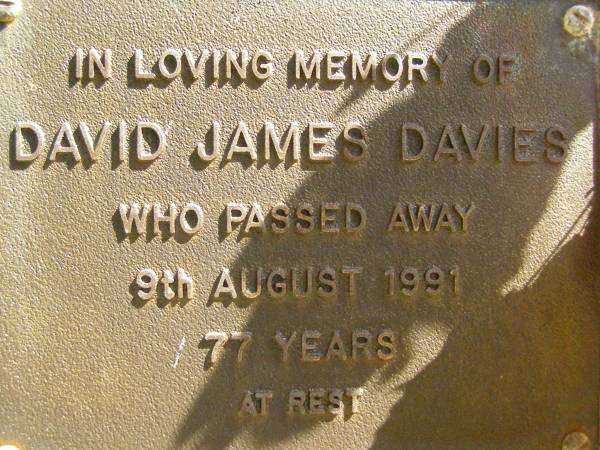 IN LOVING MEMORY OF
DAVID JAMES DAVIES
WHO PASSED AWAY
9th AUGUST 1991
77 YEARS
AT REST